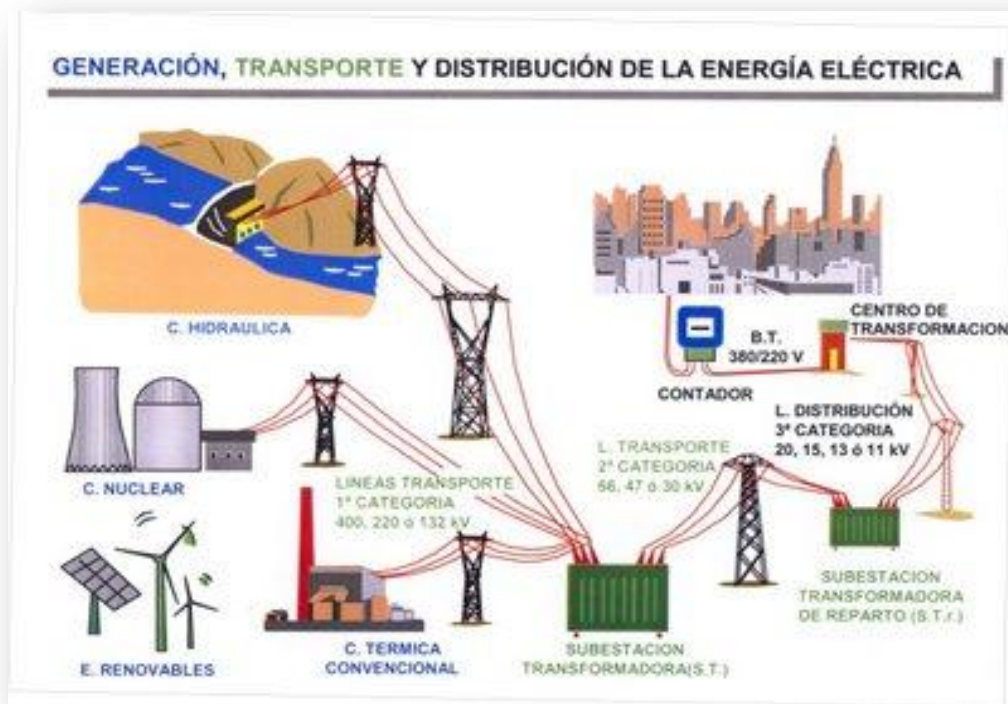 GENERACIÓN, TRANSPORTE Y DISTRIBUCIÓN DE LA ENERGÍA ELÉCTRICA
C. HIDRAULICA
CENTRO DE
TRANSFORMACION
B.T.
380/220 V
CONTADOR
L. DISTRIBUCIÓN
3ª CATEGORIA
20, 15, 13 ó 11 kV
L. TRANSPORTE
2ª CATEGORIA
66, 47 ó 30 kV
C. NUCLEAR
LINEAS TRANSPORTE
1ª CATEGORIA
400, 220 ó 132 kV
SUBESTACION
TRANSFORMADORA
DE REPARTO (S.T.r.)
E. RENOVABLES
C. TERMICA
CONVENCIONAL
SUBESTACION
TRANSFORMADORA(S.T.)